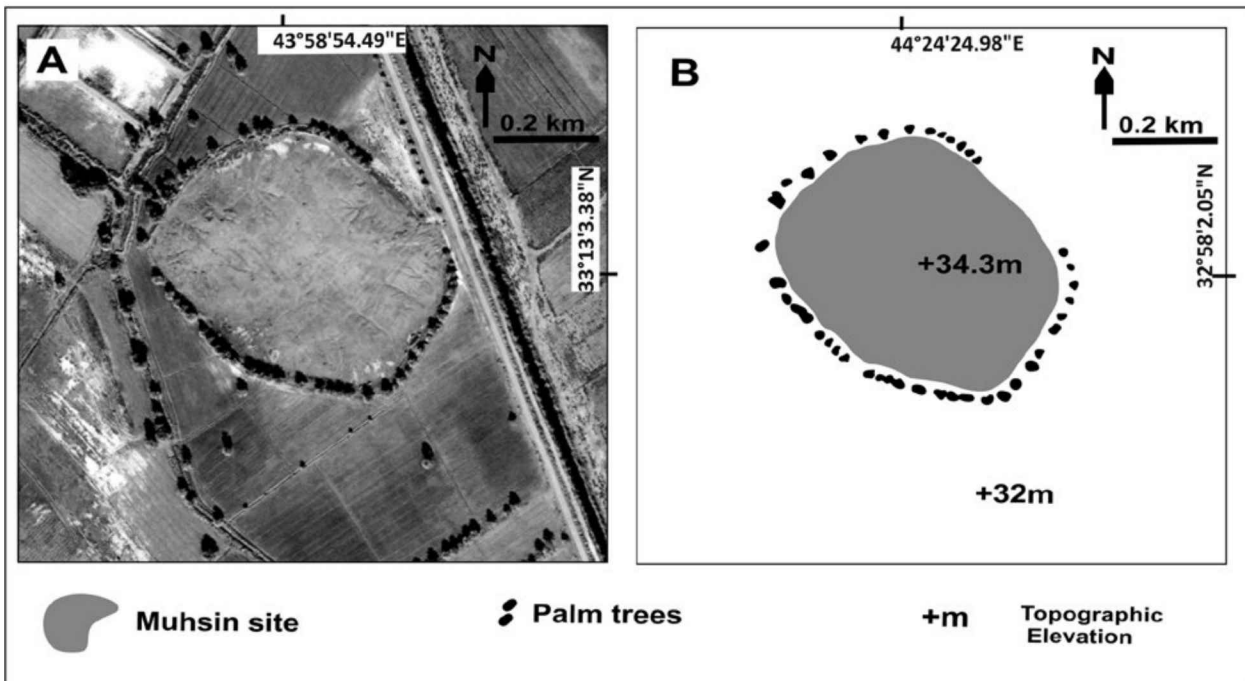 A
43°58'54.49"E
N
0.2 km
33°13'3.38"N
B
44°24'24.98"E
N
0.2 km
32°58'2.05"N
+34.3m
+32m
Muhsin site
Palm trees
+m
Topographic
Elevation